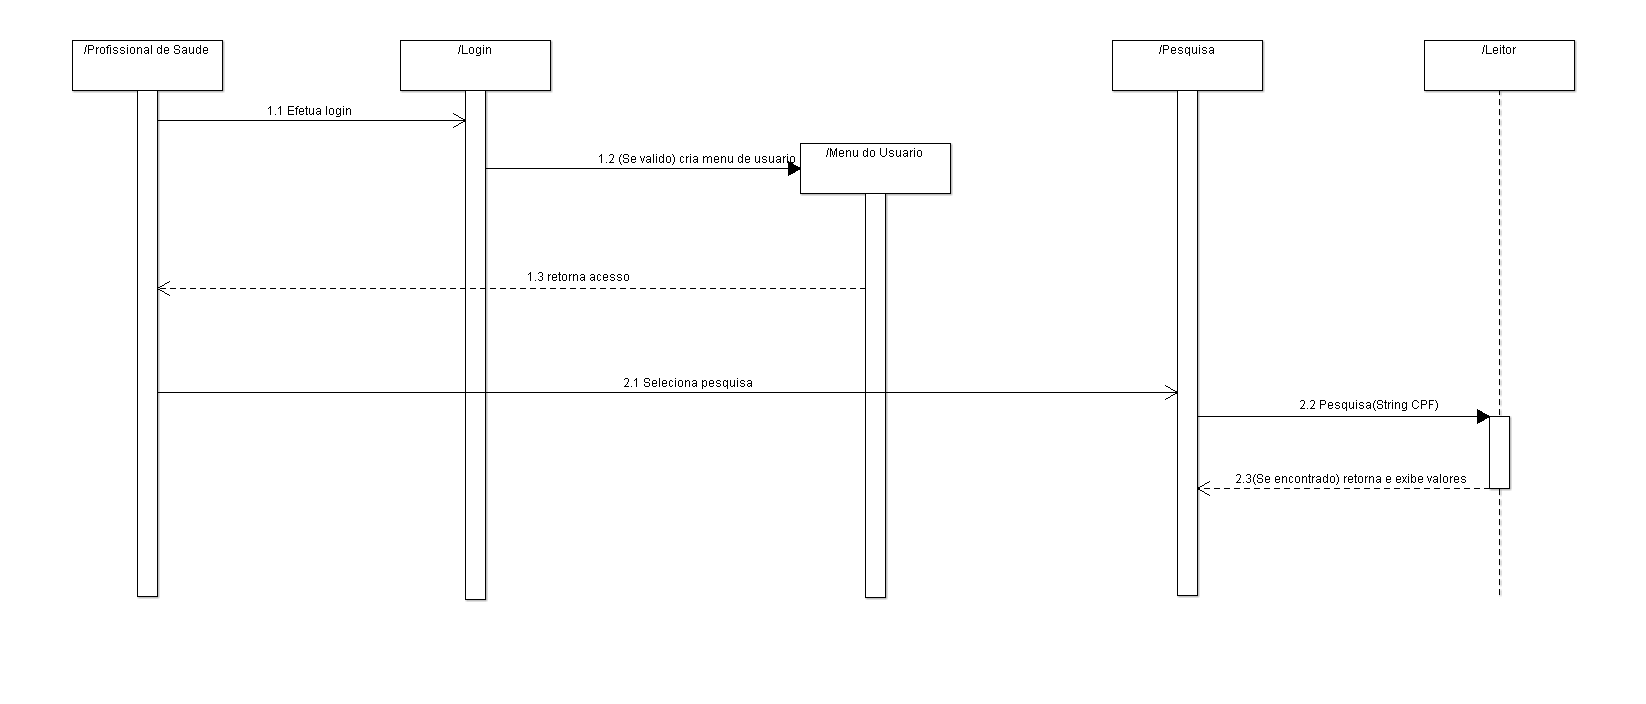 /Profissional de Saude
/Login
/Pesquisa
/Leitor
1.1 Efetua login
1.2 (Se valido) cria menu de usuario
/Menu do Usuario
1.3 retorna acesso
2.1 Seleciona pesquisa
2.2 Pesquisa(String CPF)
2.3(Se encontrado) retorna e exibe valores